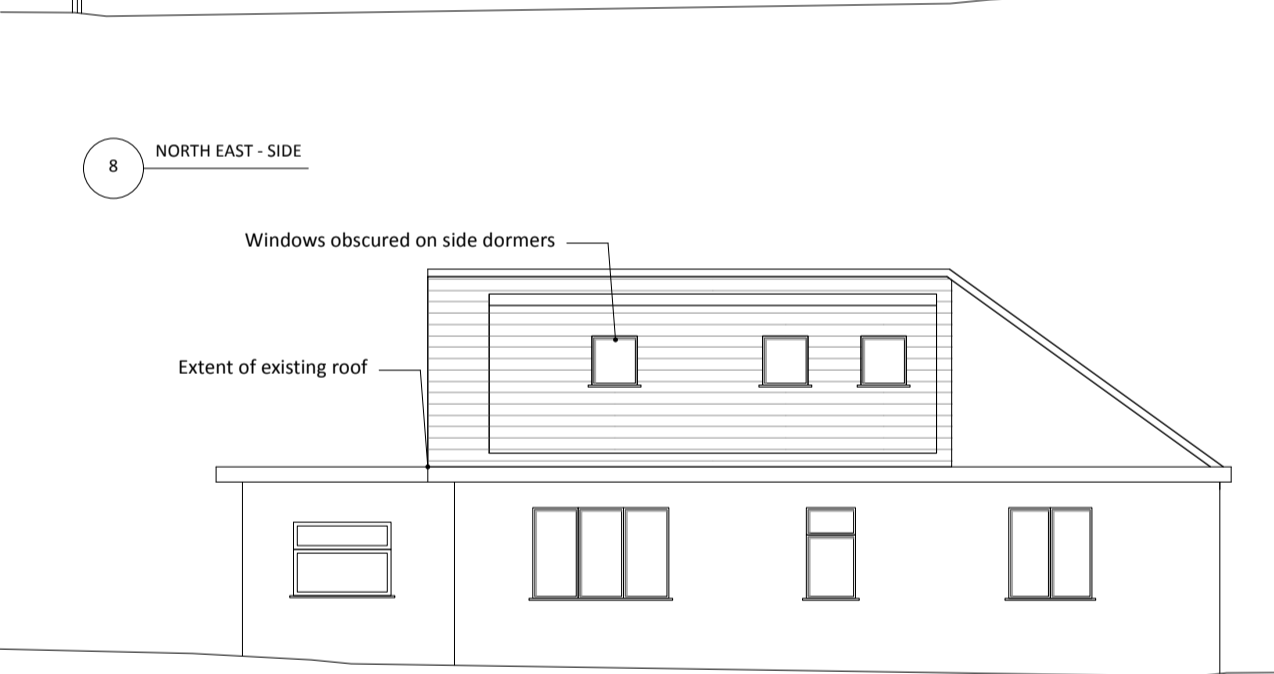 8
NORTH EAST - SIDE
Windows obscured on side dormers
Extent of existing roof